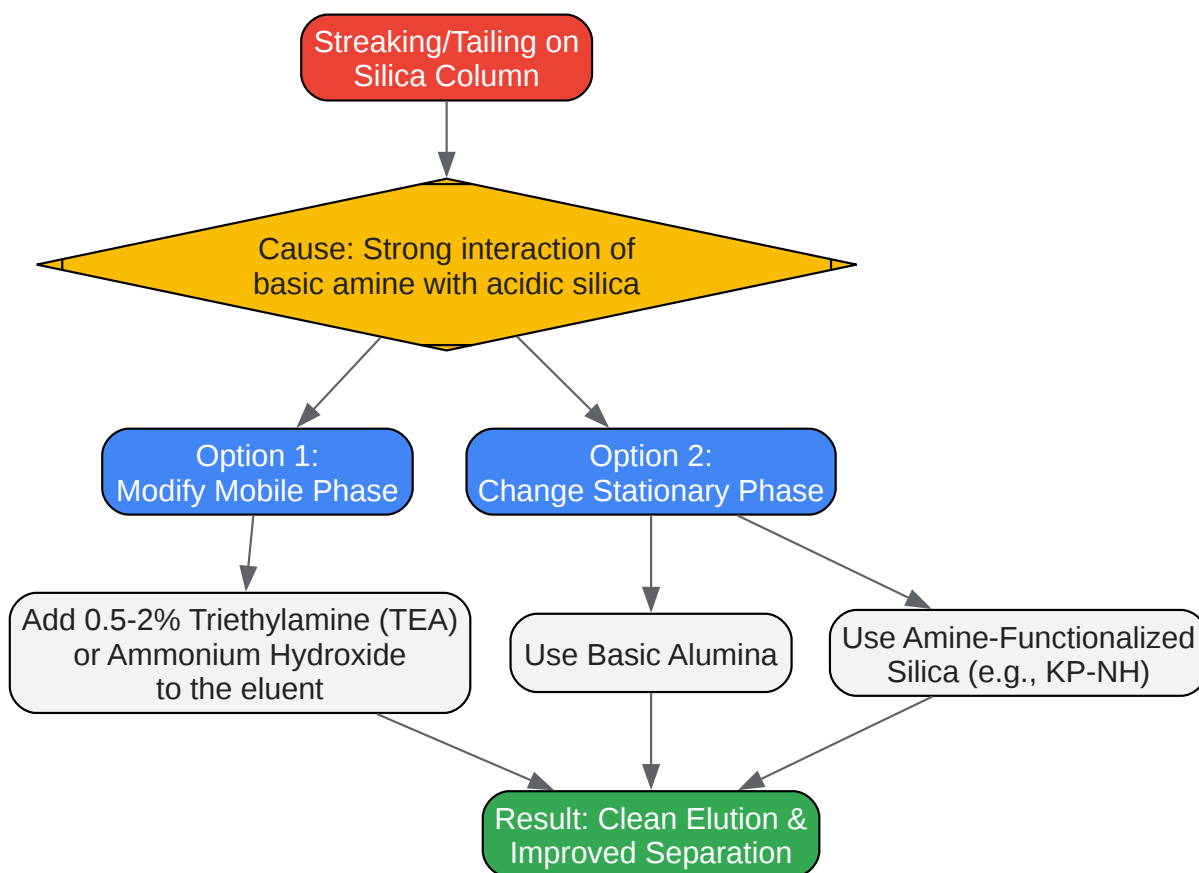 Streaking/Tailing on
Silica Column
Cause: Strong interaction of
basic amine with acidic silica
Option 1:
Modify Mobile Phase
Option 2:
Change Stationary Phase
Add 0.5-2% Triethylamine (TEA)
or Ammonium Hydroxide
to the eluent
Use Basic Alumina
Use Amine-Functionalized
Silica (e.g., KP-NH)
Result: Clean Elution &
Improved Separation